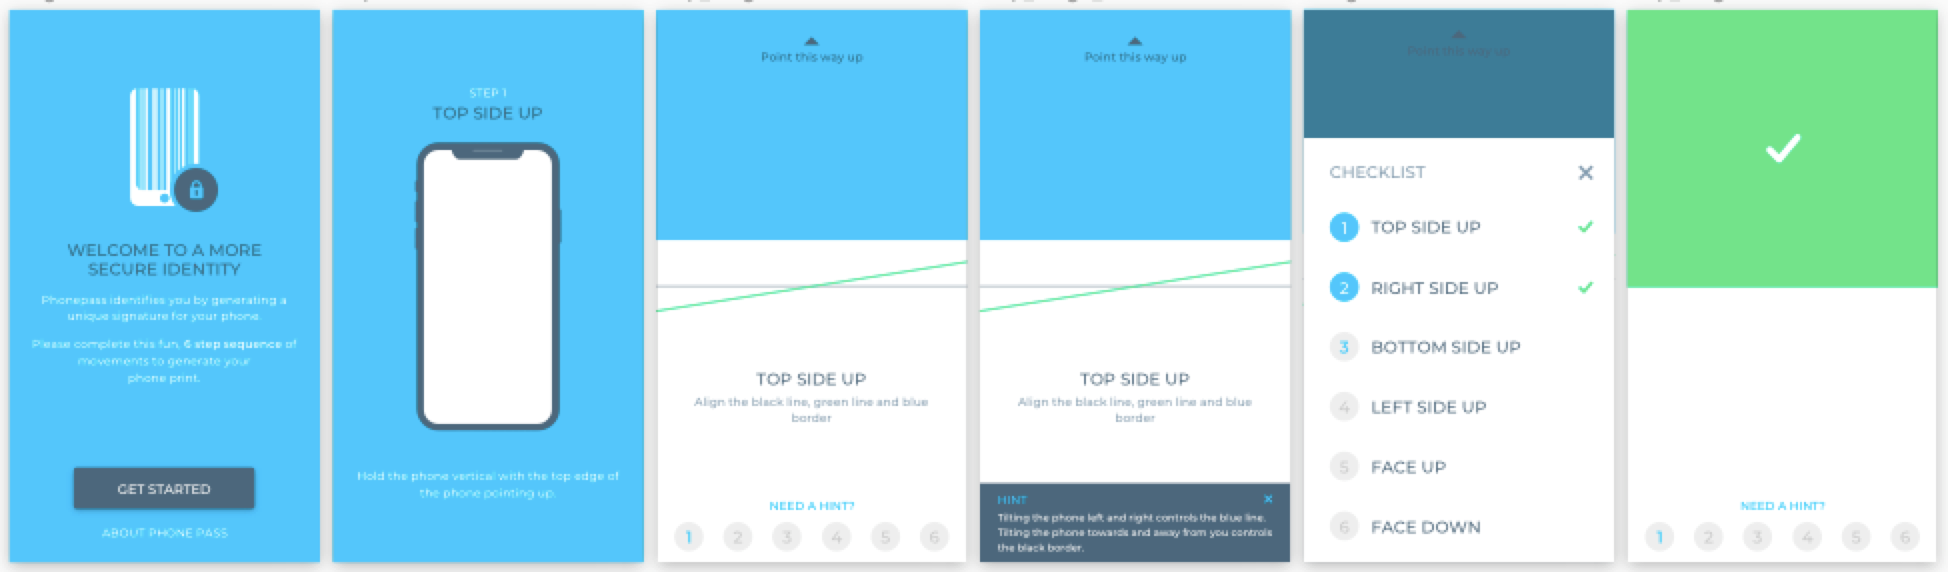 WELCOME TO A MORE
SECURE IDENTITY
Phonepass identifies you by generating a
unique signature for your phone.
Please complete this fun, 6 step sequence of
movements to generate your
phone print.
GET STARTED
ABOUT PHONE PASS
STEP 1
TOP SIDE UP
Hold the phone vertical with the top edge of
the phone pointing up.
Point this way up
TOP SIDE UP
Align the black line, green line and blue
border
NEED A HINT?
1 2 3 4 5 6
Point this way up
TOP SIDE UP
Align the black line, green line and blue
border
HINT
Tilting the phone left and right controls the blue line.
Tilting the phone towards and away from you controls
the black border.
Point this way up
CHECKLIST
1 TOP SIDE UP
2 RIGHT SIDE UP
3 BOTTOM SIDE UP
4 LEFT SIDE UP
5 FACE UP
6 FACE DOWN
NEED A HINT?
1 2 3 4 5 6